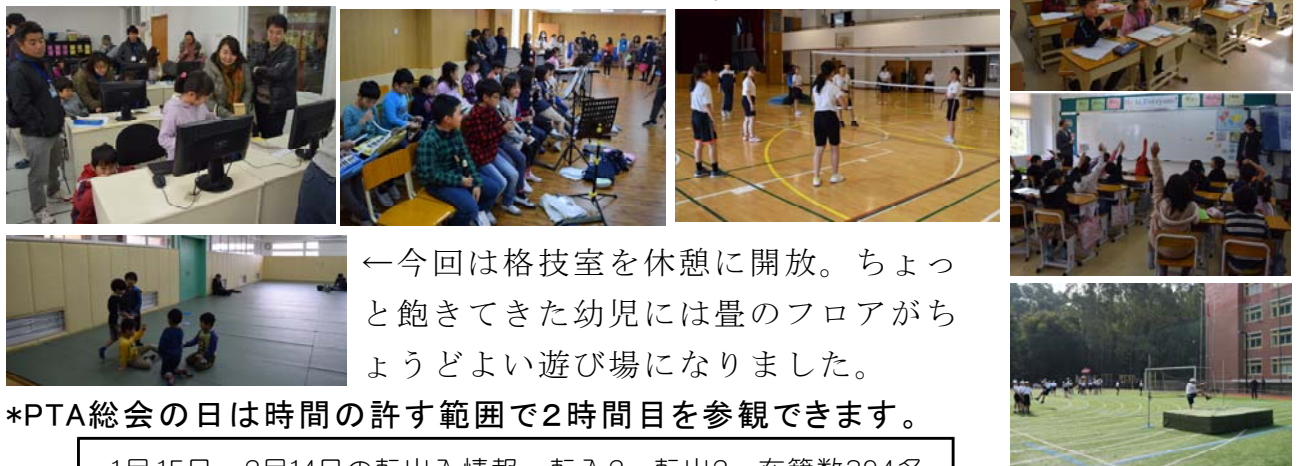 ←今回は格技室を休憩に開放。ちょっ
と飽きてきた幼児には畳のフロアがち
ょうどよい遊び場になりました。
*PTA総会の日は時間の許す範囲で2時間目を参観できます。